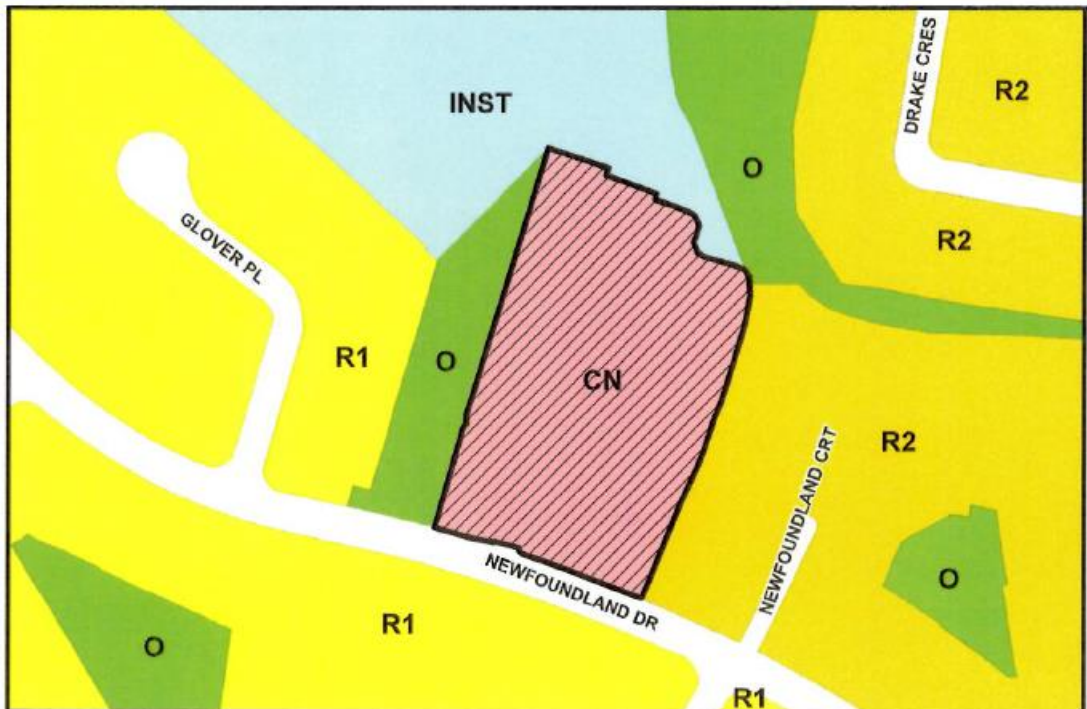 DRAKE CRES
R2
INST
O
R2
GLOVER PL
R1
O
CN
R2
NEWFOUNDLAND CRT
NEWFOUNDLAND DR
O
R1
O
R1